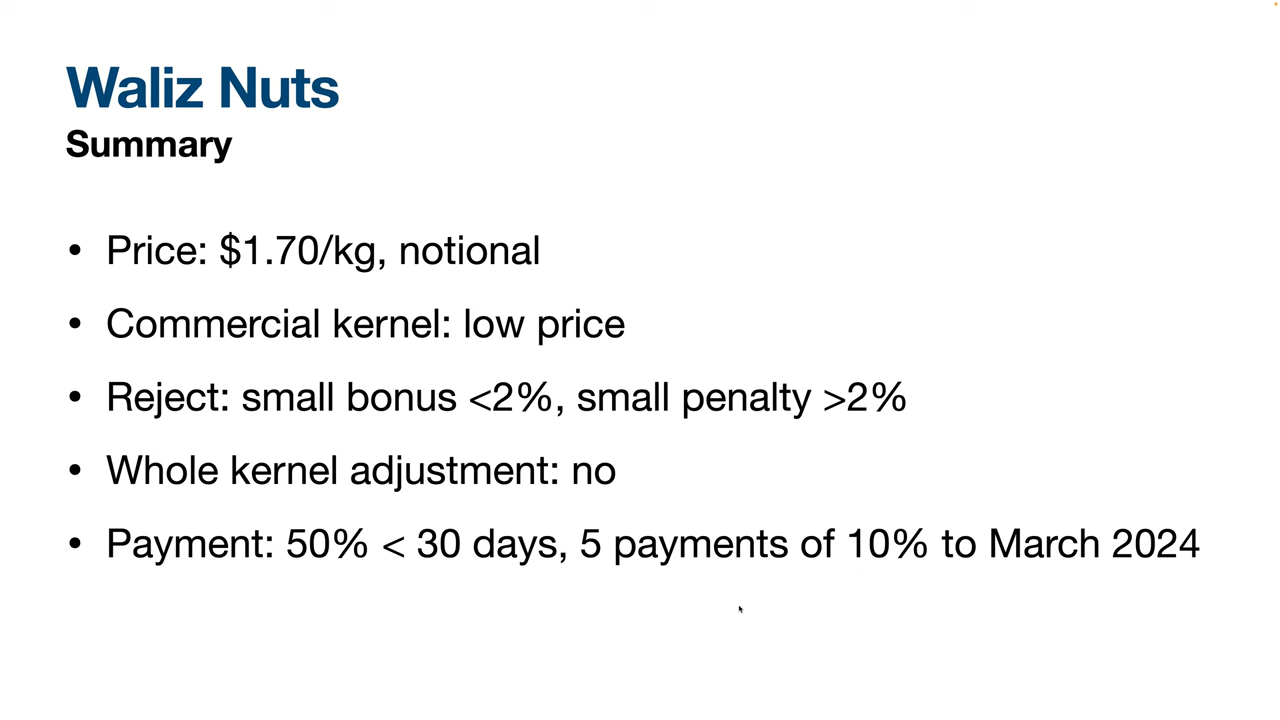 Waliz Nuts
Summary
• Price: $1.70/kg, notional
• Commercial kernel: low price
• Reject: small bonus <2%, small penalty >2%
• Whole kernel adjustment: no
• Payment: 50% < 30 days, 5 payments of 10% to March 2024